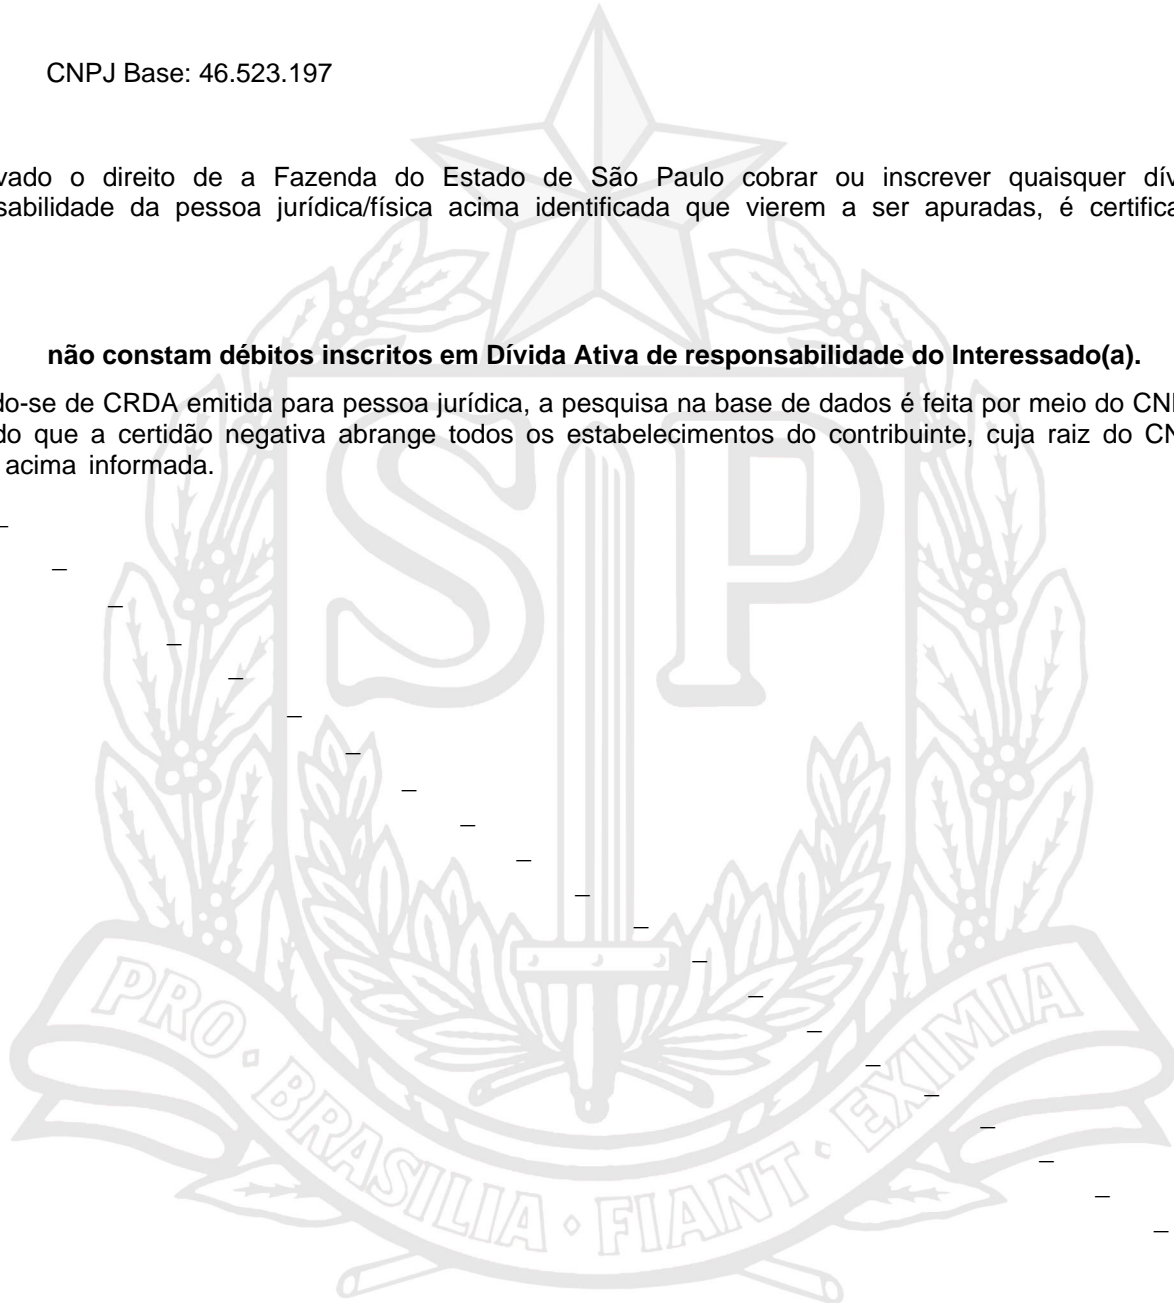 CNPJ Base: 46.523.197
vado o direito de a Fazenda do Estado de São Paulo cobrar ou inscrever quaisquer dív
sabilidade da pessoa jurídica/física acima identificada que vierem a ser apuradas, é certifica
não constam débitos inscritos em Dívida Ativa de responsabilidade do Interessado(a).
do-se de CRDA emitida para pessoa jurídica, a pesquisa na base de dados é feita por meio do CN
do que a certidão negativa abrange todos os estabelecimentos do contribuinte, cuja raiz do CN
acima informada.
SP
PRO • BRASILIA • FIANT • EXIMIA